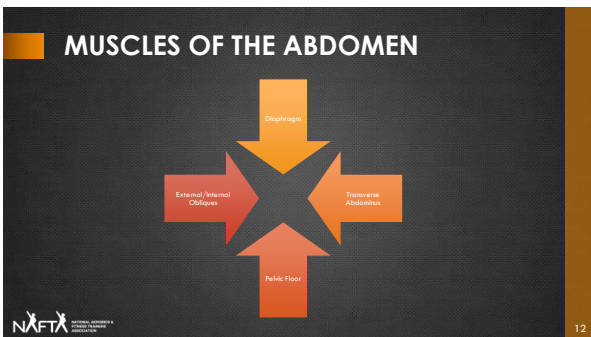 MUSCLES OF THE ABDOMEN
Diaphragm
External/Internal
Obliques
Transverse
Abdominus
Pelvic Floor
NAFTA
NATIONAL AEROBICS &
FITNESS TRAINERS
ASSOCIATION
12